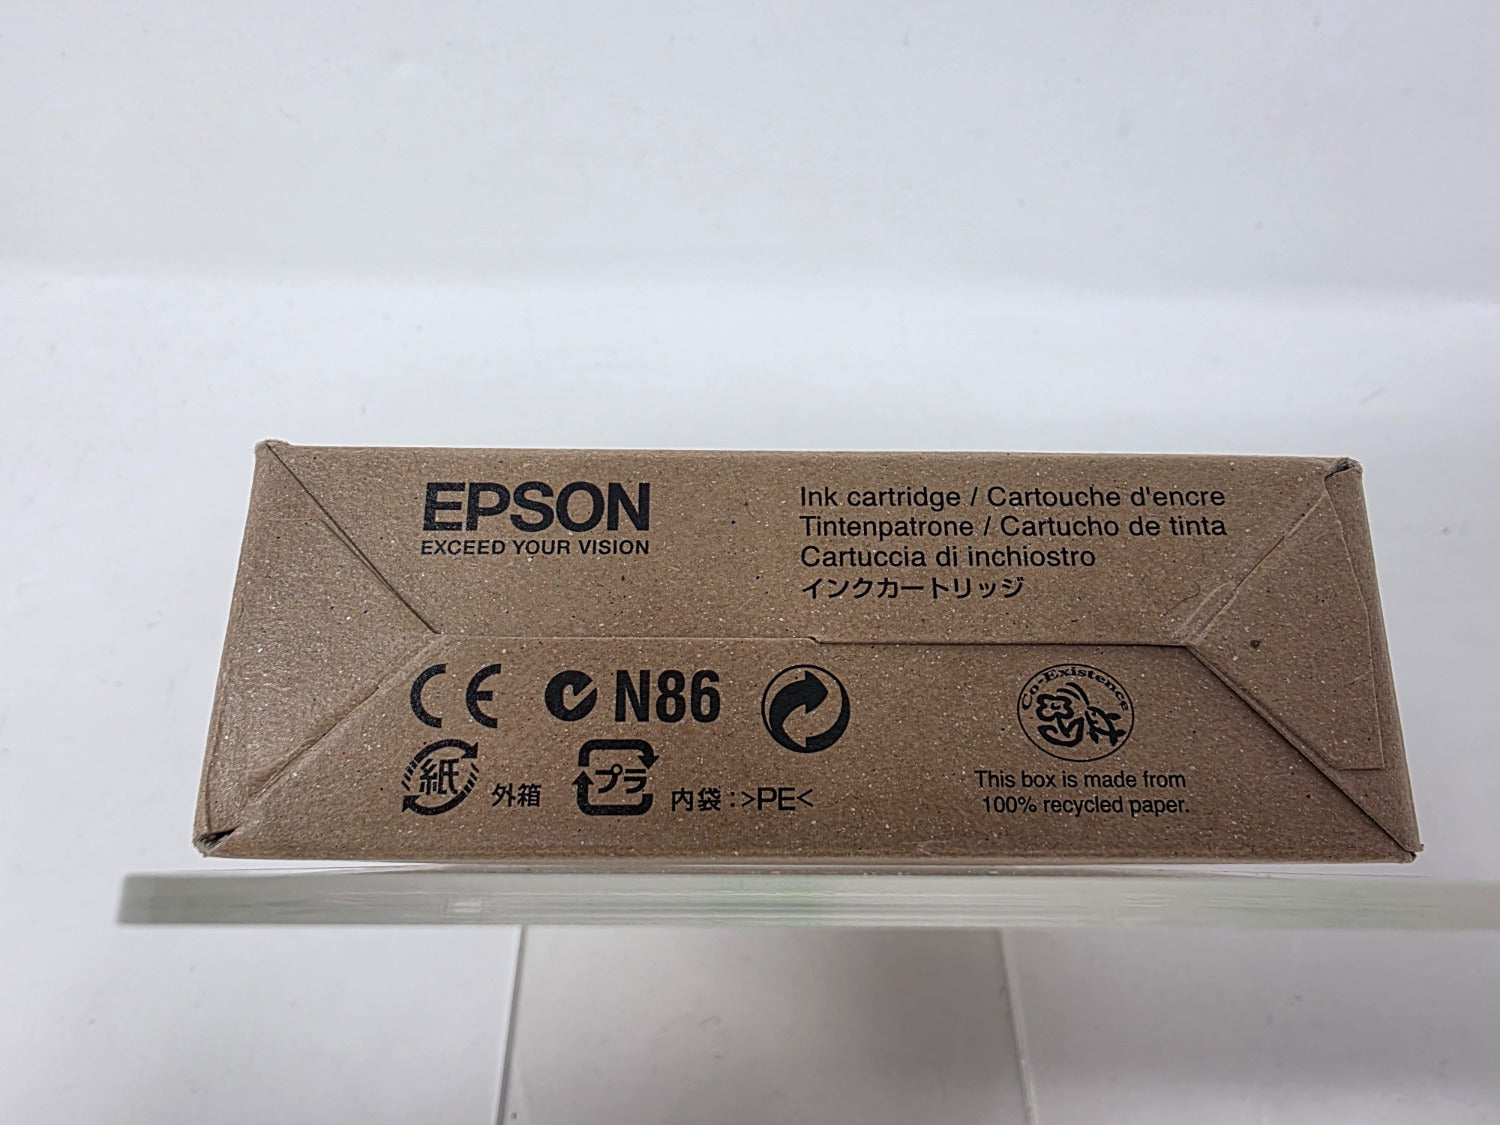 EPSON
EXCEED YOUR VISION
Ink cartridge / Cartouche d'encre
Tintenpatrone / Cartucho de tinta
Cartuccia di inchiostro
インクカートリッジ
CE N86
紙 外箱 プラ 内袋:>PE<
Co-Existence
This box is made from
100% recycled paper.